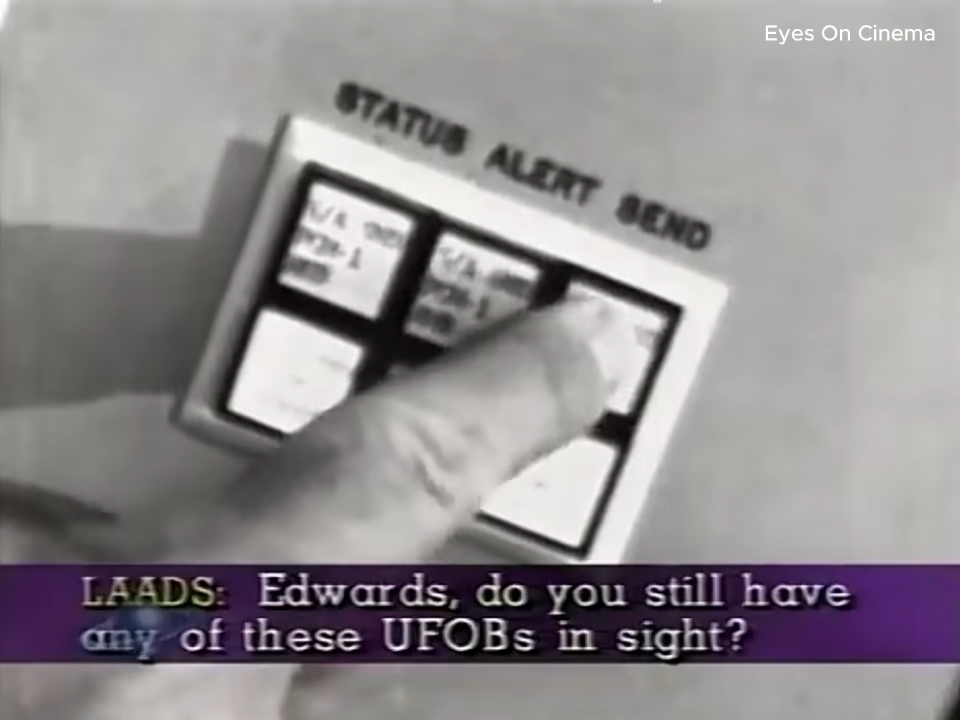 Eyes On Cinema
STATUS ALERT SEND
LAADS: Edwards, do you still have
any of these UFOBs in sight?